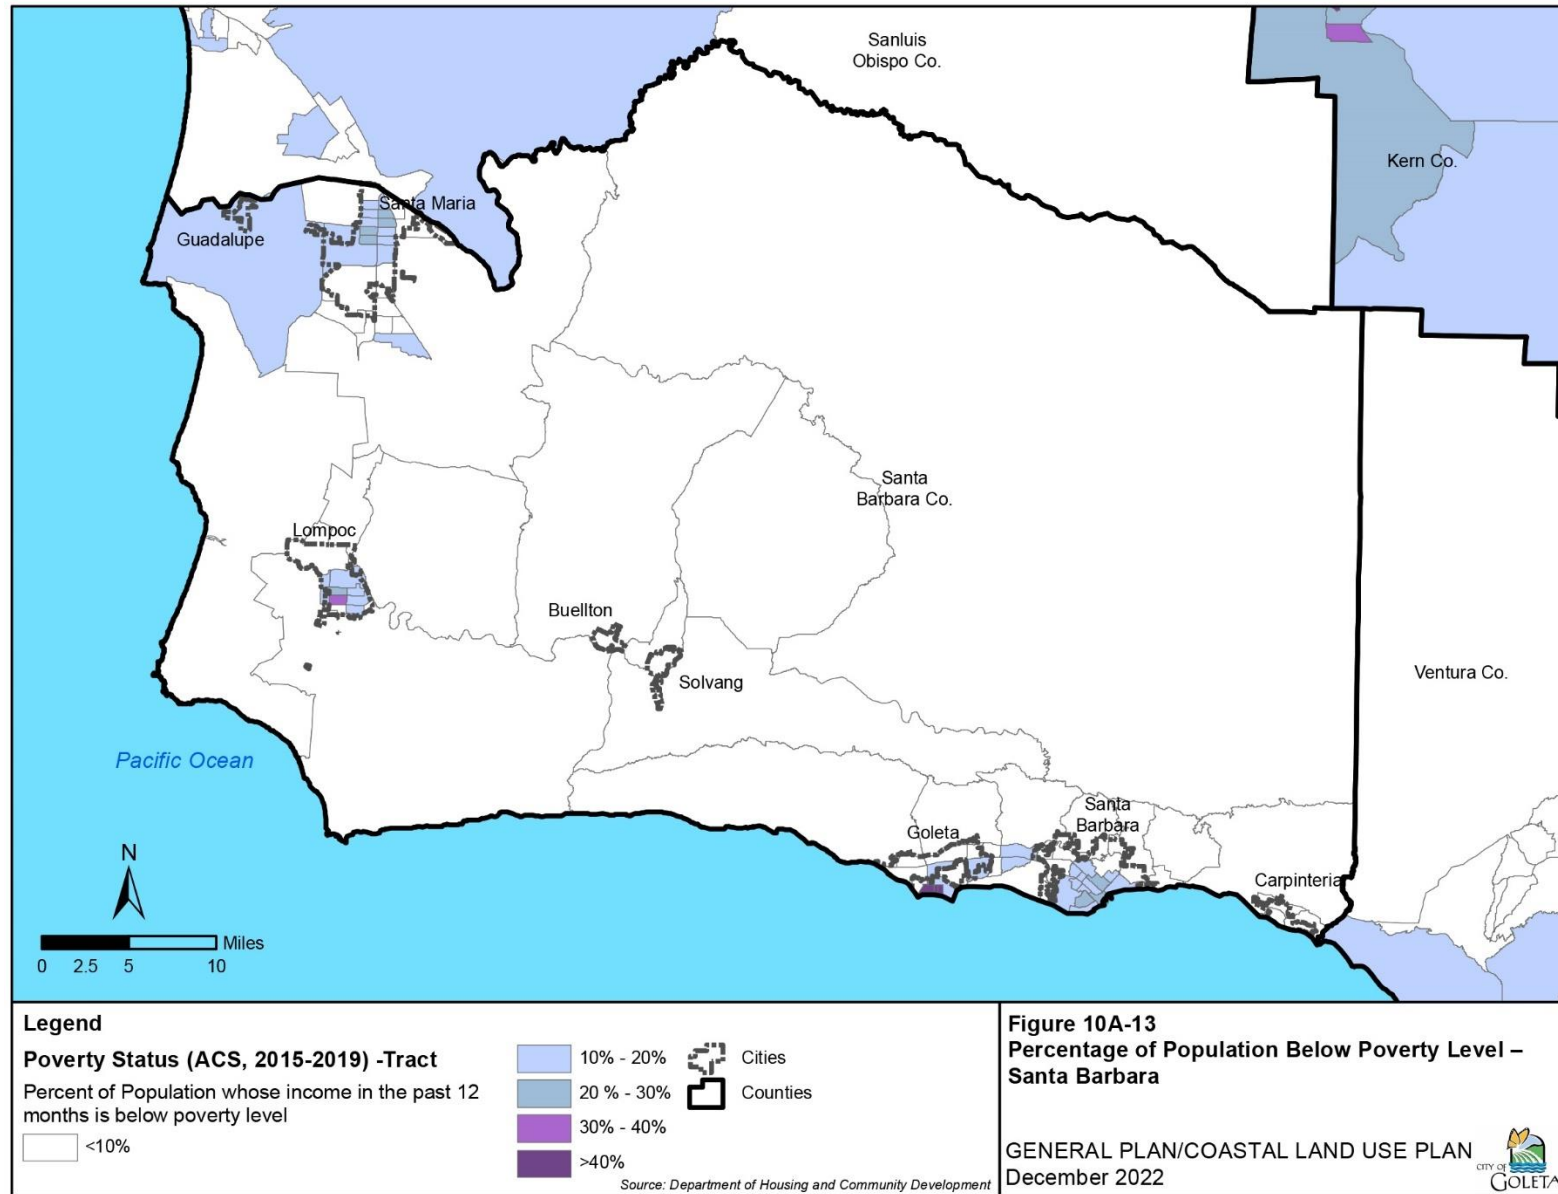 Sanluis
Obispo Co.
Kern Co.
Santa Maria
Guadalupe
Santa
Barbara Co.
Lompoc
Buellton
Solvang
Ventura Co.
Pacific Ocean
Santa
Barbara
Goleta
Carpinteria
N
Miles
0 2.5 5 10
Legend
Poverty Status (ACS, 2015-2019) -Tract
Percent of Population whose income in the past 12
months is below poverty level
<10%
10% - 20%
20 % - 30%
30% - 40%
>40%
Cities
Counties
Source: Department of Housing and Community Development
Figure 10A-13
Percentage of Population Below Poverty Level –
Santa Barbara
GENERAL PLAN/COASTAL LAND USE PLAN
December 2022
CITY OF
GOLETA